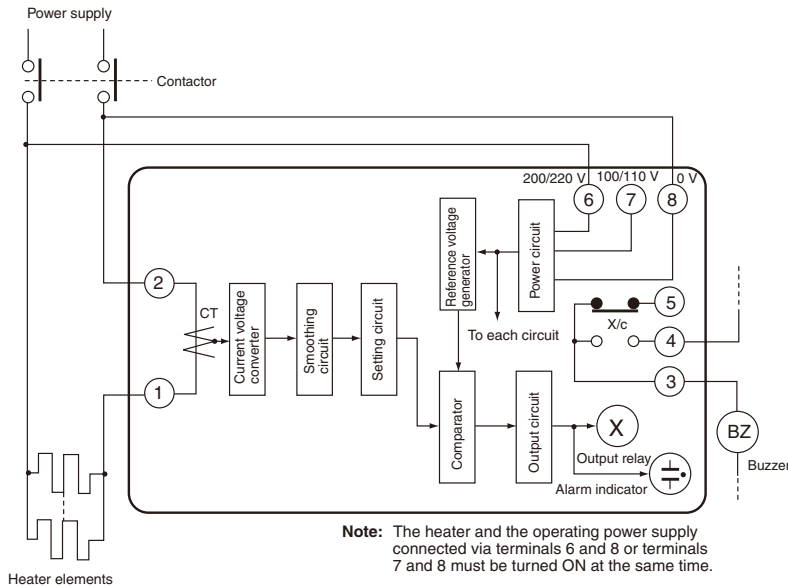 Power supply
Contactor
200/220 V
100/110 V
0 V
6
7
8
Reference voltage
generator
Power circuit
2
CT
Current voltage
converter
Smoothing
circuit
Setting circuit
To each circuit
5
X/c
4
3
1
Comparator
Output circuit
X
Output relay
BZ
Buzzer
Alarm indicator
Note: The heater and the operating power supply
connected via terminals 6 and 8 or terminals
7 and 8 must be turned ON at the same time.
Heater elements